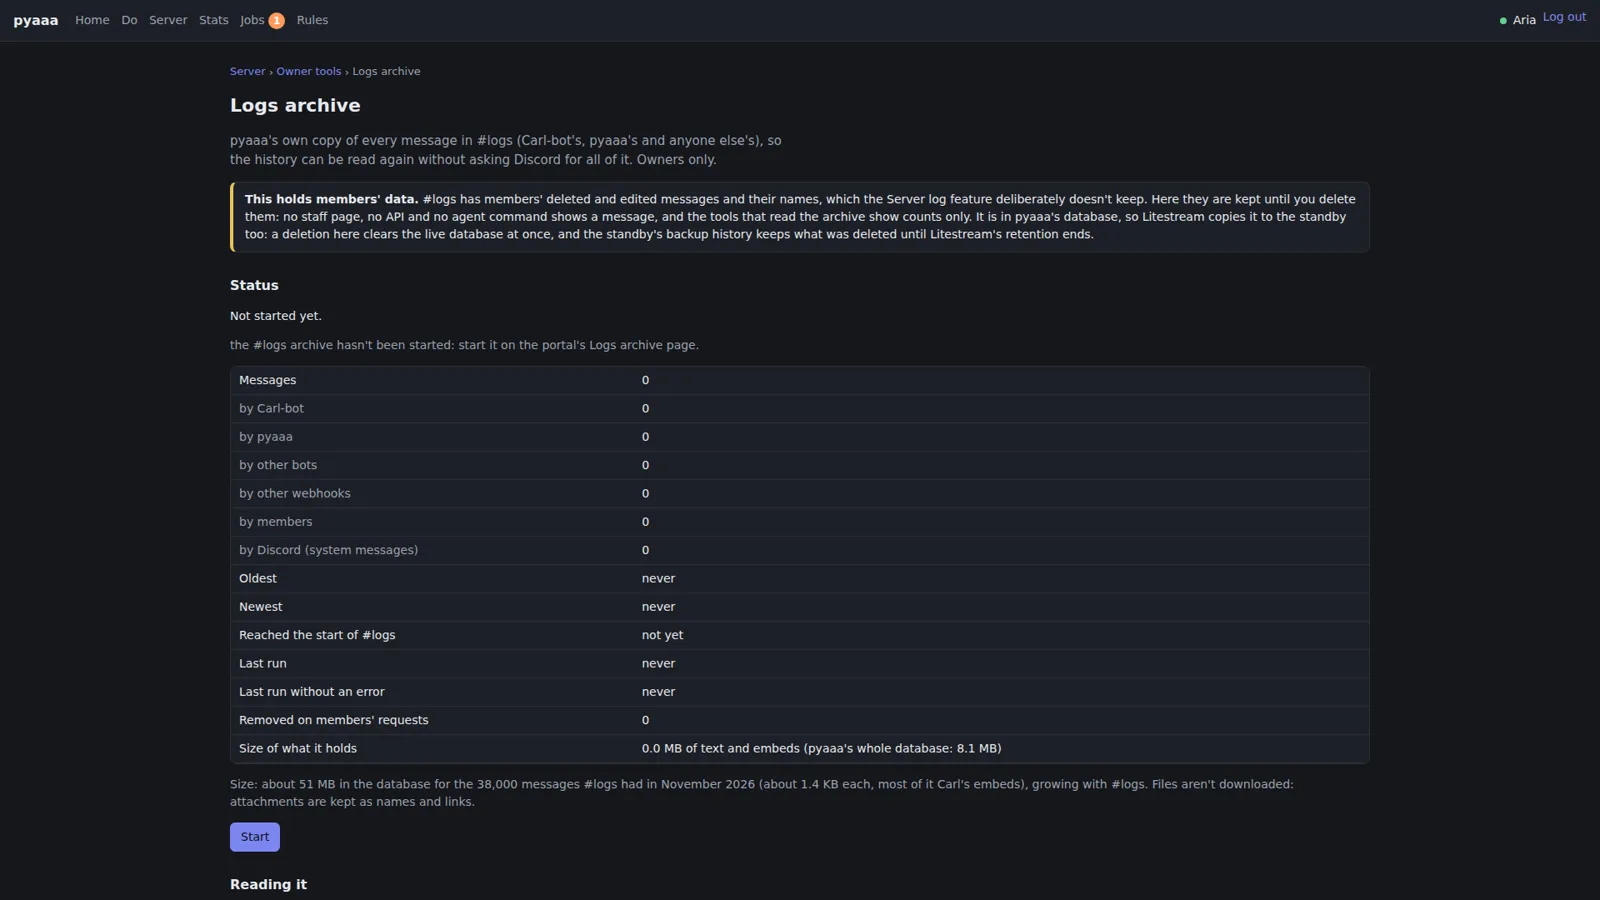 pyaaa Home Do Server Stats Jobs 1 Rules Aria Log out
Server › Owner tools › Logs archive
Logs archive
pyaaa's own copy of every message in #logs (Carl-bot's, pyaaa's and anyone else's), so
the history can be read again without asking Discord for all of it. Owners only.
This holds members' data. #logs has members' deleted and edited messages and their names, which the Server log feature deliberately doesn't keep. Here they are kept until you delete
them: no staff page, no API and no agent command shows a message, and the tools that read the archive show counts only. It is in pyaaa's database, so Litestream copies it to the standby
too: a deletion here clears the live database at once, and the standby's backup history keeps what was deleted until Litestream's retention ends.
Status
Not started yet.
the #logs archive hasn't been started: start it on the portal's Logs archive page.
Messages 0
by Carl-bot 0
by pyaaa 0
by other bots 0
by other webhooks 0
by members 0
by Discord (system messages) 0
Oldest never
Newest never
Reached the start of #logs not yet
Last run never
Last run without an error never
Removed on members' requests 0
Size of what it holds 0.0 MB of text and embeds (pyaaa's whole database: 8.1 MB)
Size: about 51 MB in the database for the 38,000 messages #logs had in November 2026 (about 1.4 KB each, most of it Carl's embeds), growing with #logs. Files aren't downloaded:
attachments are kept as names and links.
Start
Reading it